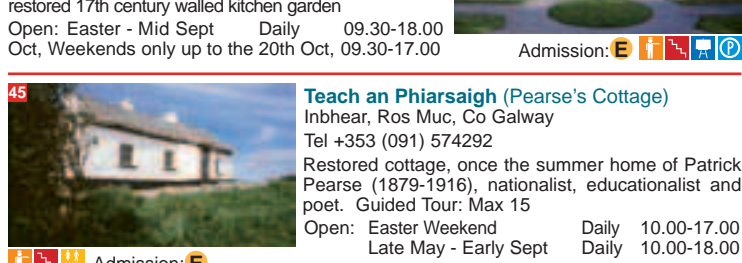 restored 17th century walled kitchen garden
Open: Easter - Mid Sept Daily 09.30-18.00
Oct, Weekends only up to the 20th Oct, 09.30-17.00
Admission: E
45
Teach an Phiarsaigh (Pearse's Cottage)
Inbhear, Ros Muc, Co Galway
Tel +353 (091) 574292
Restored cottage, once the summer home of Patrick
Pearse (1879-1916), nationalist, educationalist and
poet. Guided Tour: Max 15
Open: Easter Weekend Daily 10.00-17.00
Late May - Early Sept Daily 10.00-18.00
Admission: E